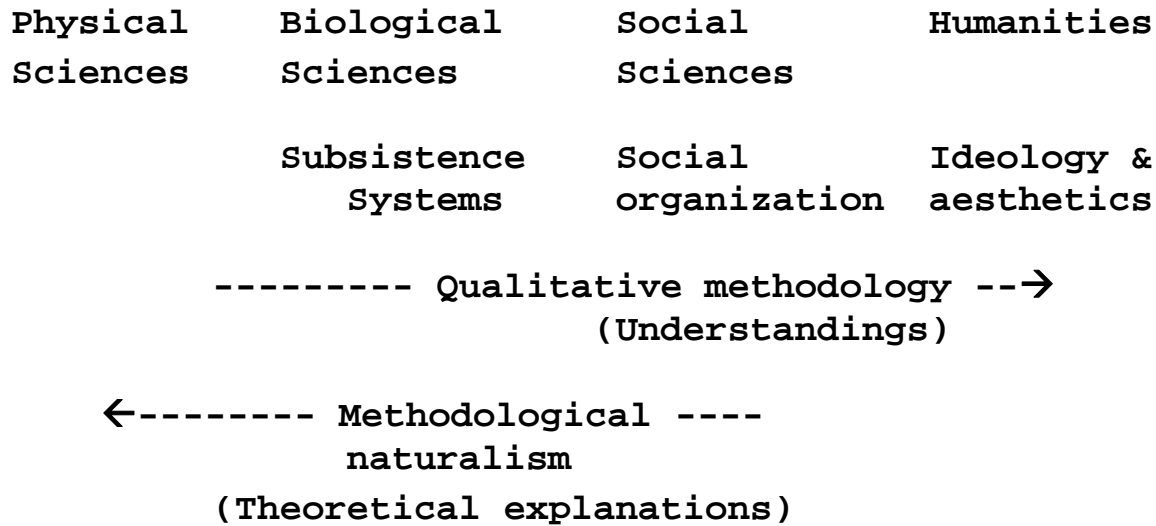 Physical Biological Social Humanities
Sciences Sciences Sciences
Subsistence Social Ideology &
Systems organization aesthetics
--------- Qualitative methodology --→
(Understandings)
←-------- Methodological ----
naturalism
(Theoretical explanations)